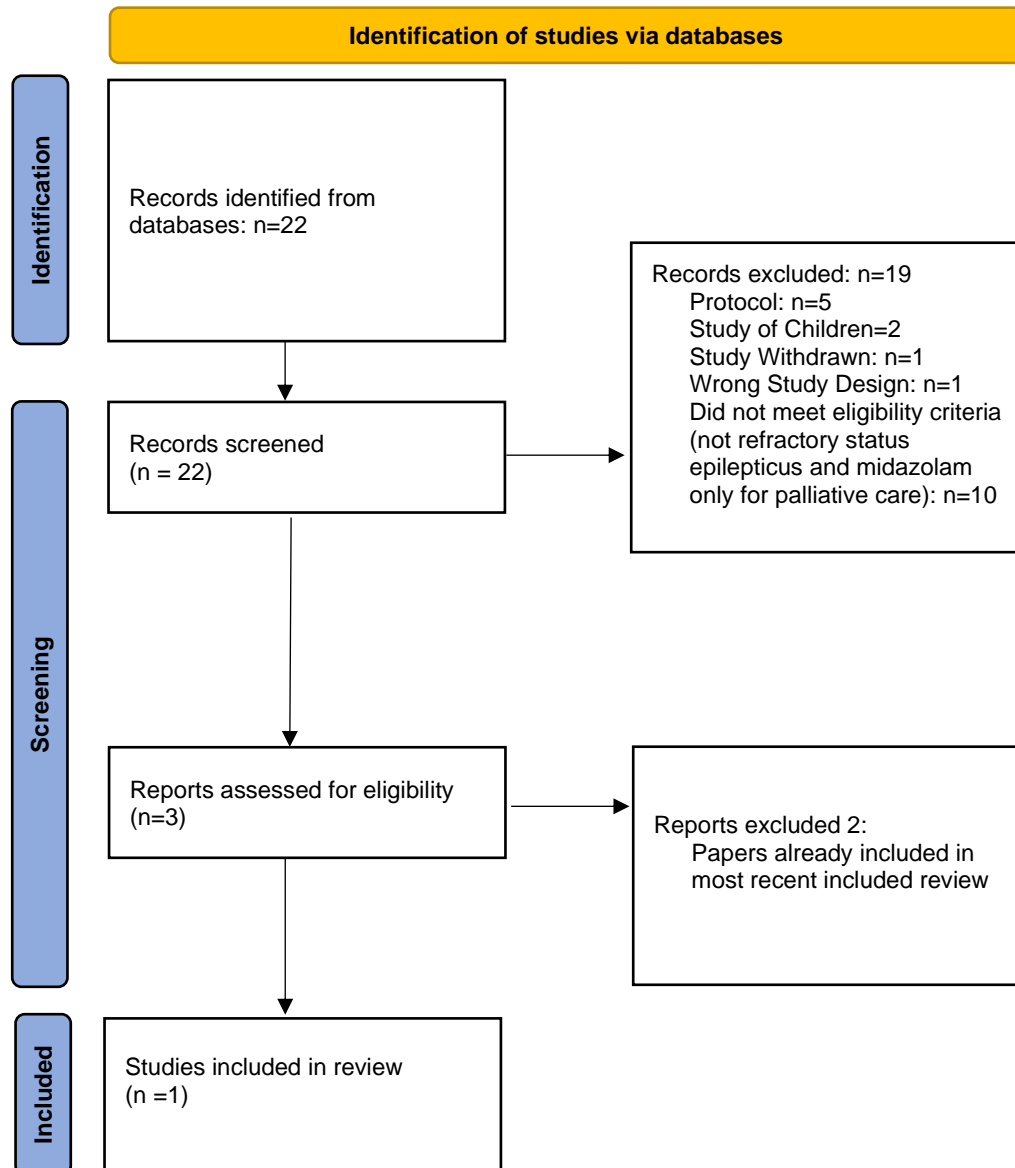 Identification of studies via databases
Identification
Records identified from
databases: n=22
Records excluded: n=19
Protocol: n=5
Study of Children=2
Study Withdrawn: n=1
Wrong Study Design: n=1
Did not meet eligibility criteria
(not refractory status
epilepticus and midazolam
only for palliative care): n=10
Screening
Records screened
(n = 22)
Reports assessed for eligibility
(n=3)
Reports excluded 2:
Papers already included in
most recent included review
Included
Studies included in review
(n =1)